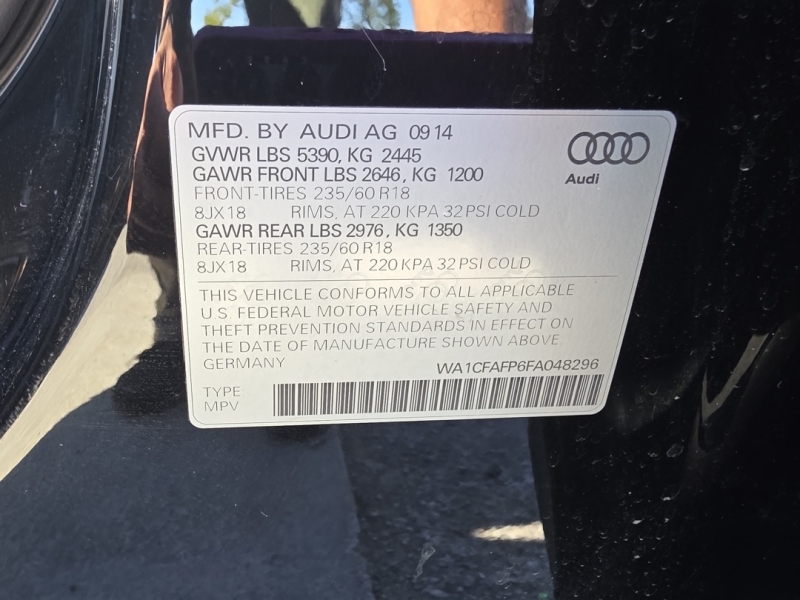 MFD. BY AUDI AG 09 14
GVWR LBS 5390, KG 2445
GAWR FRONT LBS 2646, KG 1200
FRONT-TIRES 235/60 R18
8JX18 RIMS, AT 220 KPA 32 PSI COLD
GAWR REAR LBS 2976, KG 1350
REAR-TIRES 235/60 R18
8JX18 RIMS, AT 220 KPA 32 PSI COLD
Audi
THIS VEHICLE CONFORMS TO ALL APPLICABLE
U.S. FEDERAL MOTOR VEHICLE SAFETY AND
THEFT PREVENTION STANDARDS IN EFFECT ON
THE DATE OF MANUFACTURE SHOWN ABOVE
GERMANY WA1CFAFP6FA048296
TYPE
MPV